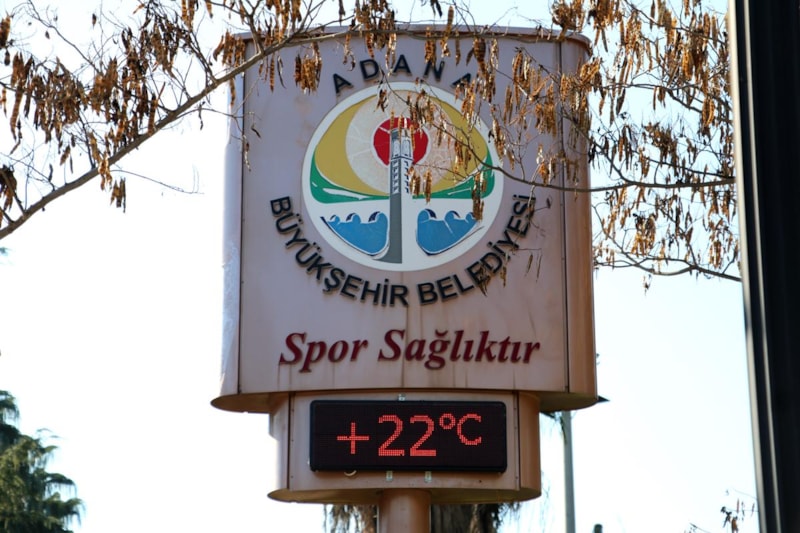 ADANA
BÜYÜKŞEHİR BELEDİYESİ
Spor Sağlıktır
+22°C